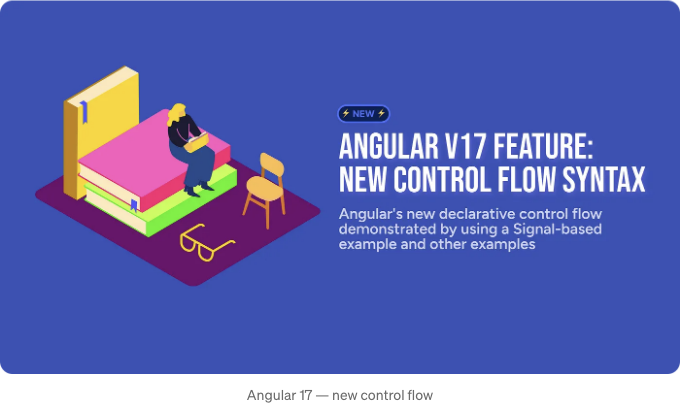 ⚡ NEW ⚡
ANGULAR V17 FEATURE:
NEW CONTROL FLOW SYNTAX
Angular's new declarative control flow
demonstrated by using a Signal-based
example and other examples
Angular 17 — new control flow